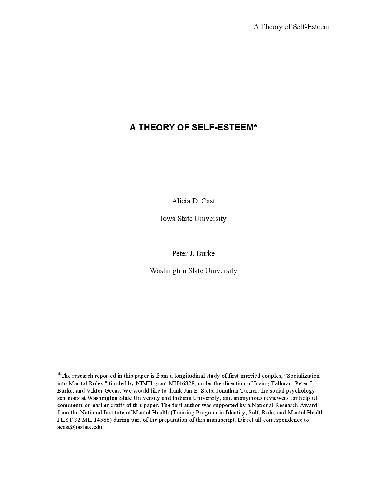 A Theory of Self-Esteem
A THEORY OF SELF-ESTEEM*
Alicia D. Cast
Iowa State University
Peter J. Burke
Washington State University
*The research reported in this paper is from a longitudinal study of first married couples, "Socialization
into Marital Roles," funded by NIMH grant under the direction of Irving Tallman, Peter J.
Burke, and Viktor Gecas. We would like to thank Jan E. Stets, the social psychology
seminars at Washington State University and Indiana University, and anonymous reviewers for helpful
comments on earlier drafts of this paper. The first author was supported by a National Research Award
from the National Institute of Mental Health (Training Program in Identity, Self, Role, and Mental Health
during part of the preparation of this manuscript. Direct all correspondence to